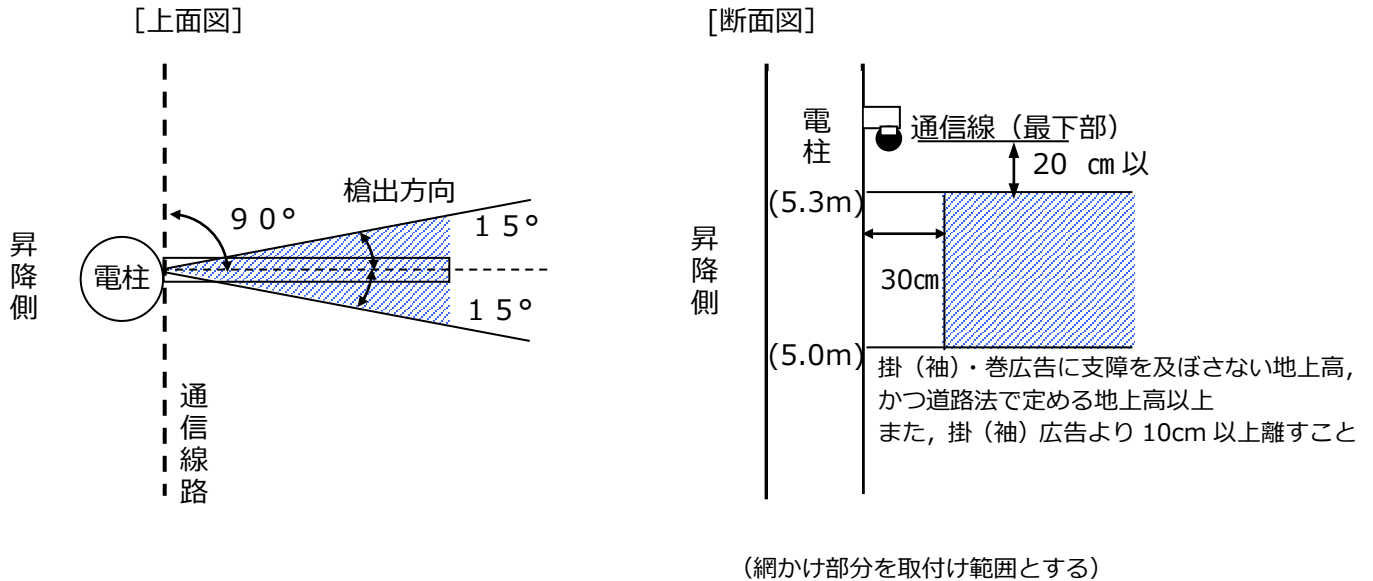 ［上面図］
槍出方向
９０°
１５°
昇降側
電柱
１５°
通信線路
[断面図］
電柱
通信線（最下部）
20 ㎝以
(5.3m)
昇降側
30㎝
(5.0m)
掛（袖）・巻広告に支障を及ぼさない地上高，
かつ道路法で定める地上高以上
また，掛（袖）広告より 10cm 以上離すこと
（網かけ部分を取付け範囲とする）